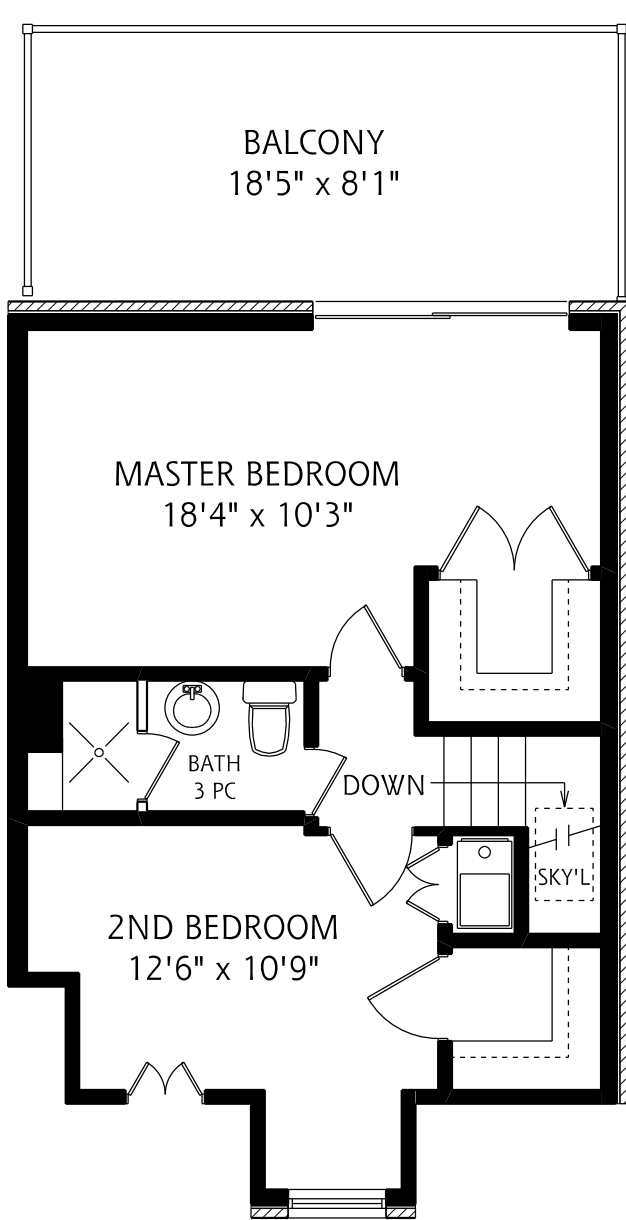 BALCONY
18'5" x 8'1"
MASTER BEDROOM
18'4" x 10'3"
BATH
3 PC
DOWN
SKY'L
2ND BEDROOM
12'6" x 10'9"